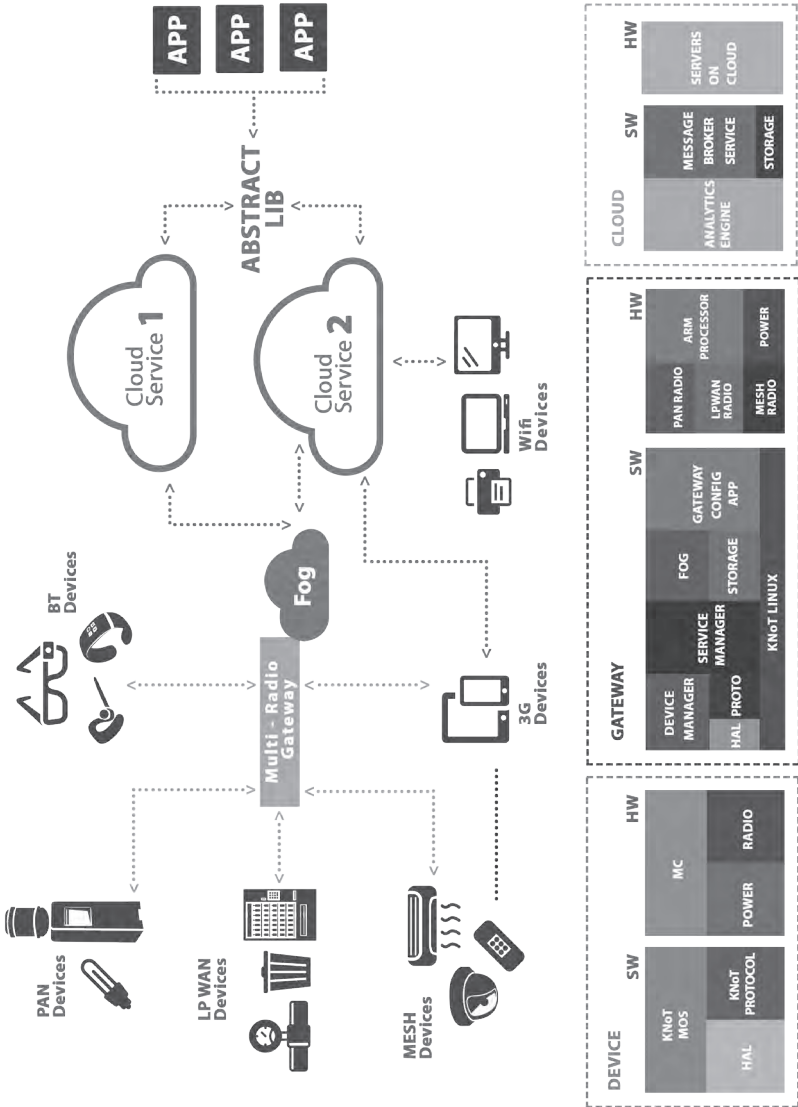 PAN
Devices
LP WAN
Devices
MESH
Devices
BT
Devices
Multi - Radio
Gateway
Fog
3G
Devices
Cloud
Service 1
Cloud
Service 2
Wifi
Devices
ABSTRACT
LIB
APP
APP
APP
DEVICE
SW
KNoT
MOS
HAL
KNoT
PROTOCOL
HW
MC
POWER
RADIO
GATEWAY
SW
DEVICE
MANAGER
HAL
PROTO
SERVICE
MANAGER
FOG
STORAGE
GATEWAY
CONFIG
APP
KNoT LINUX
HW
PAN RADIO
LPWAN
RADIO
MESH
RADIO
ARM
PROCESSOR
POWER
CLOUD
SW
ANALYTICS
ENGINE
MESSAGE
BROKER
SERVICE
STORAGE
HW
SERVERS
ON
CLOUD